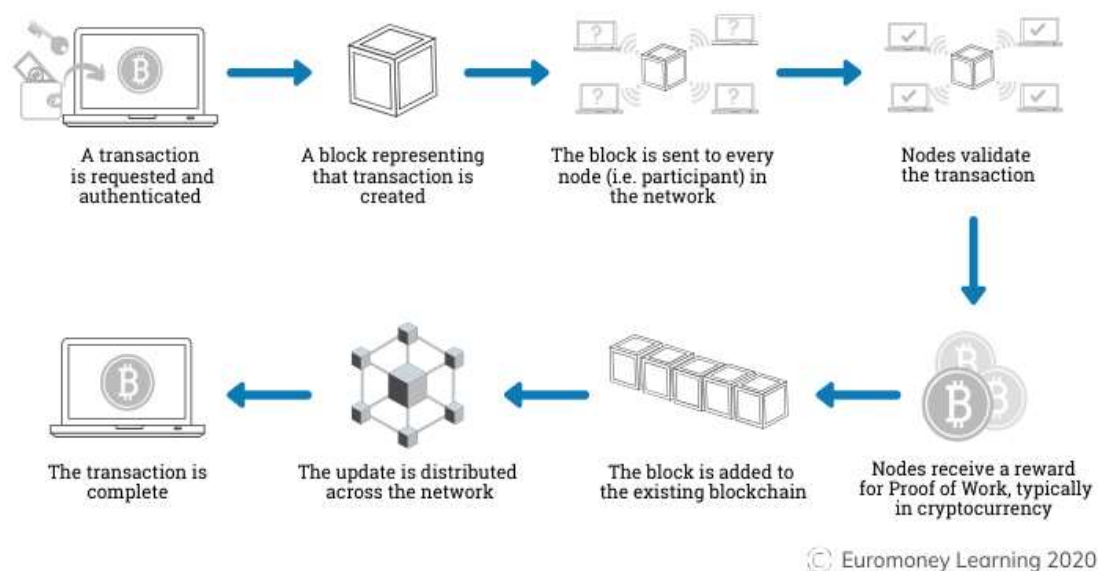 A transaction
is requested and
authenticated
A block representing
that transaction is
created
The block is sent to every
node (i.e. participant) in
the network
Nodes validate
the transaction
Nodes receive a reward
for Proof of Work, typically
in cryptocurrency
The block is added to
the existing blockchain
The update is distributed
across the network
The transaction is
complete
© Euromoney Learning 2020